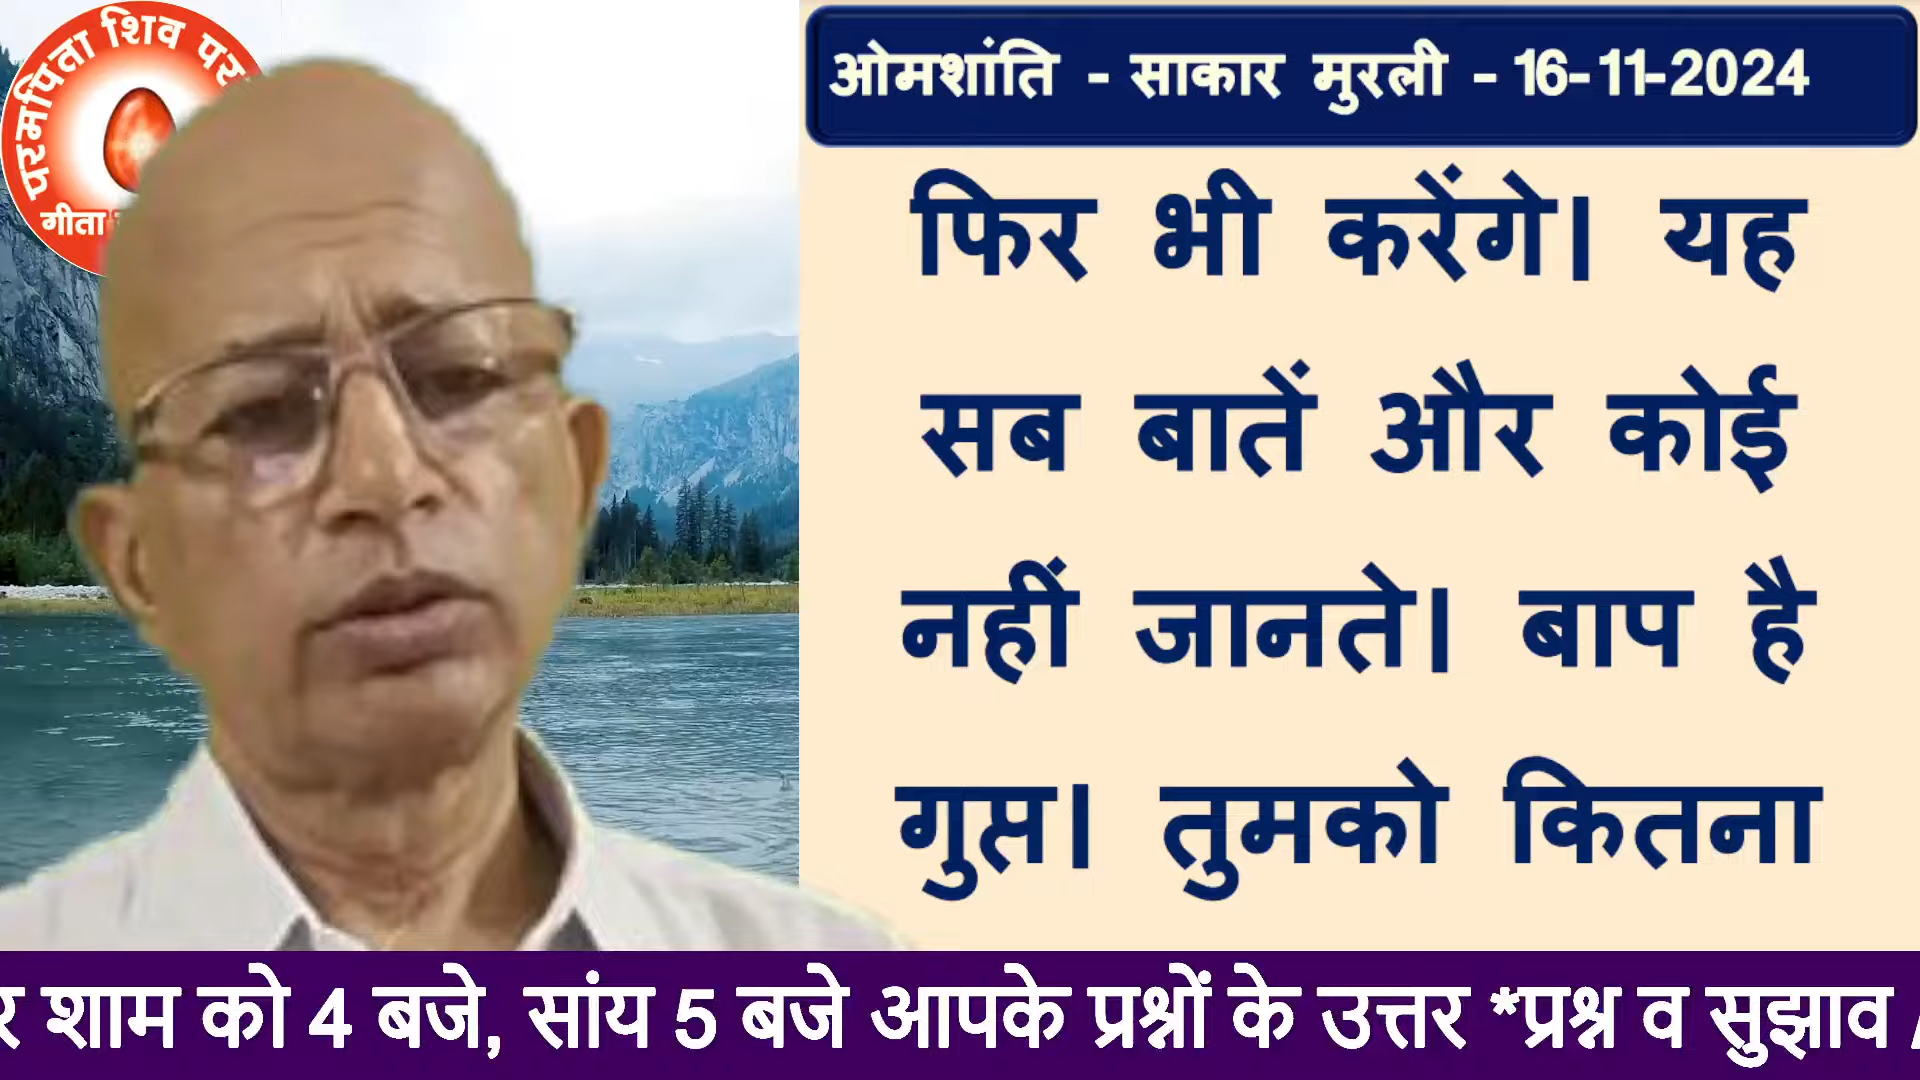 परमपिता शिव पर
गीता
ओमशांति - साकार मुरली - 16-11-2024
फिर भी करेंगे। यह
सब बातें और कोई
नहीं जानते। बाप है
गुप्त। तुमको कितना
र शाम को 4 बजे, सांय 5 बजे आपके प्रश्नों के उत्तर *प्रश्न व सुझाव /